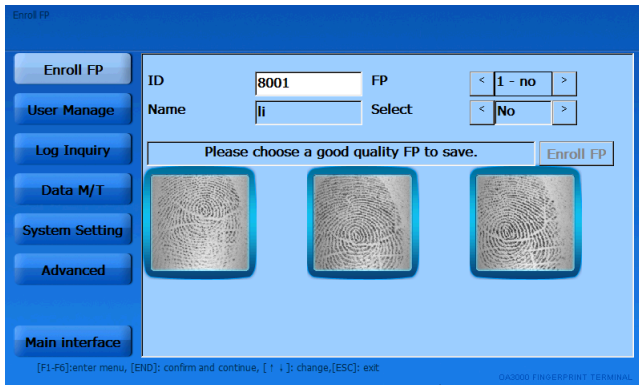 Enroll FP
Enroll FP
ID 8001 FP < 1 - no >
User Manage
Name li Select < No >
Log Inquiry
Please choose a good quality FP to save. Enroll FP
Data M/T
System Setting
Advanced
Main interface
[F1-F6]:enter menu, [END]: confirm and continue, [ ↑ ↓ ]: change,[ESC]: exit
OA3000 FINGERPRINT TERMINAL